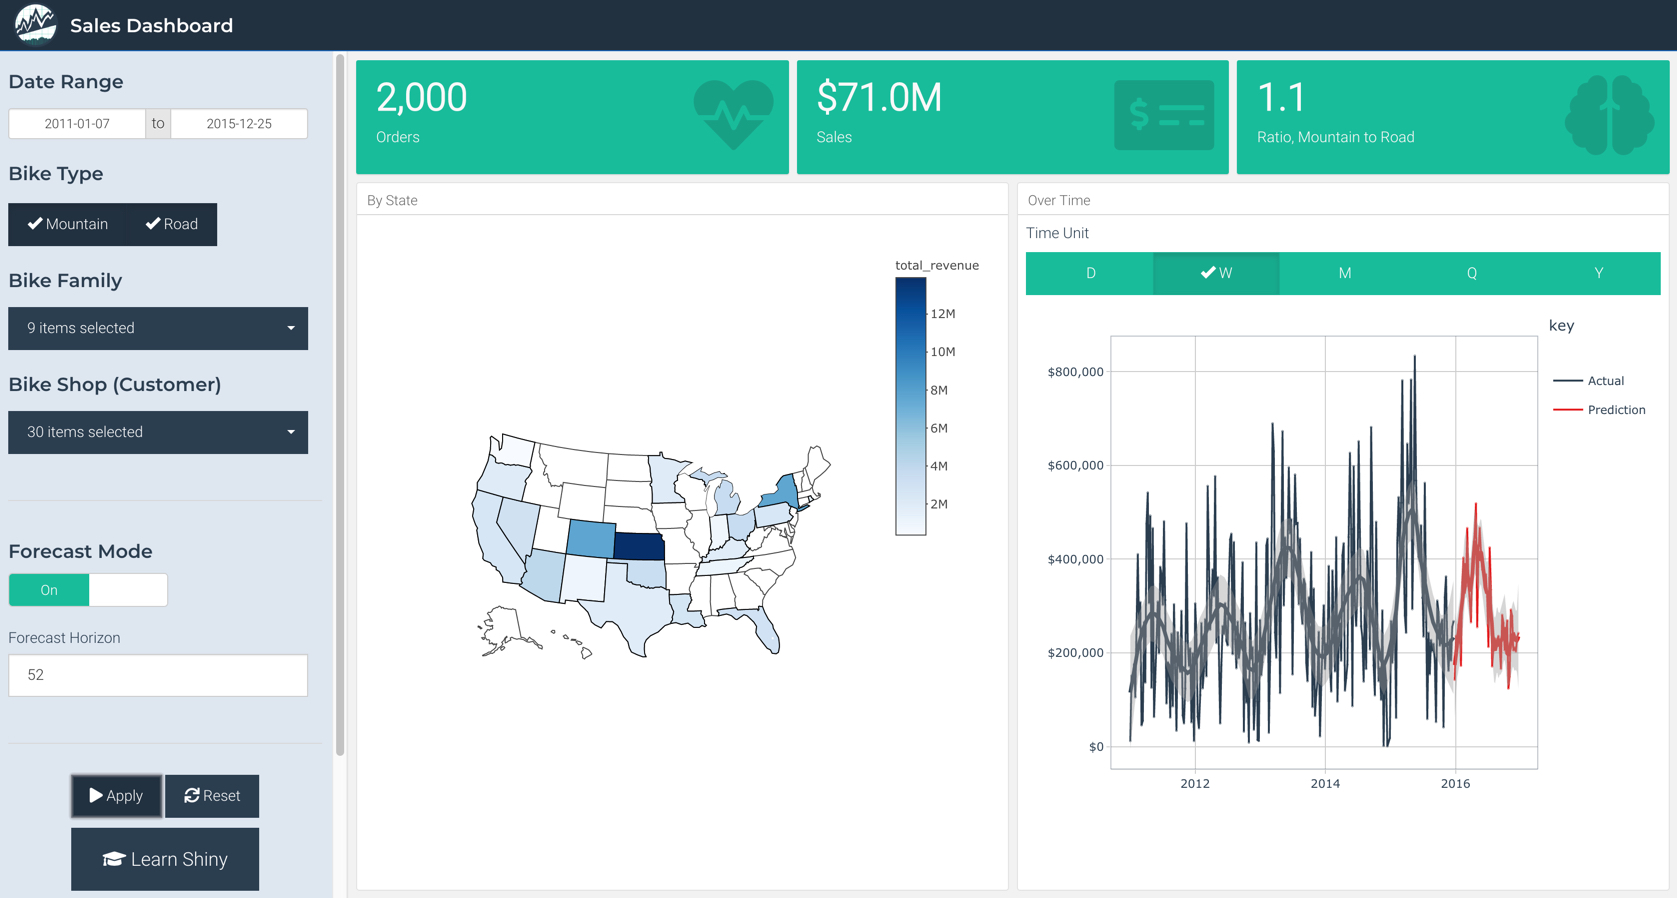 Sales Dashboard
Date Range
2011-01-07 to 2015-12-25
Bike Type
Mountain Road
Bike Family
9 items selected
Bike Shop (Customer)
30 items selected
Forecast Mode
On
Forecast Horizon
52
Apply Reset
Learn Shiny
2,000
Orders
$71.0M
Sales
1.1
Ratio, Mountain to Road
By State
total_revenue
12M
10M
8M
6M
4M
2M
Over Time
Time Unit
D W M Q Y
key
Actual
Prediction
$800,000
$600,000
$400,000
$200,000
$0
2012 2014 2016